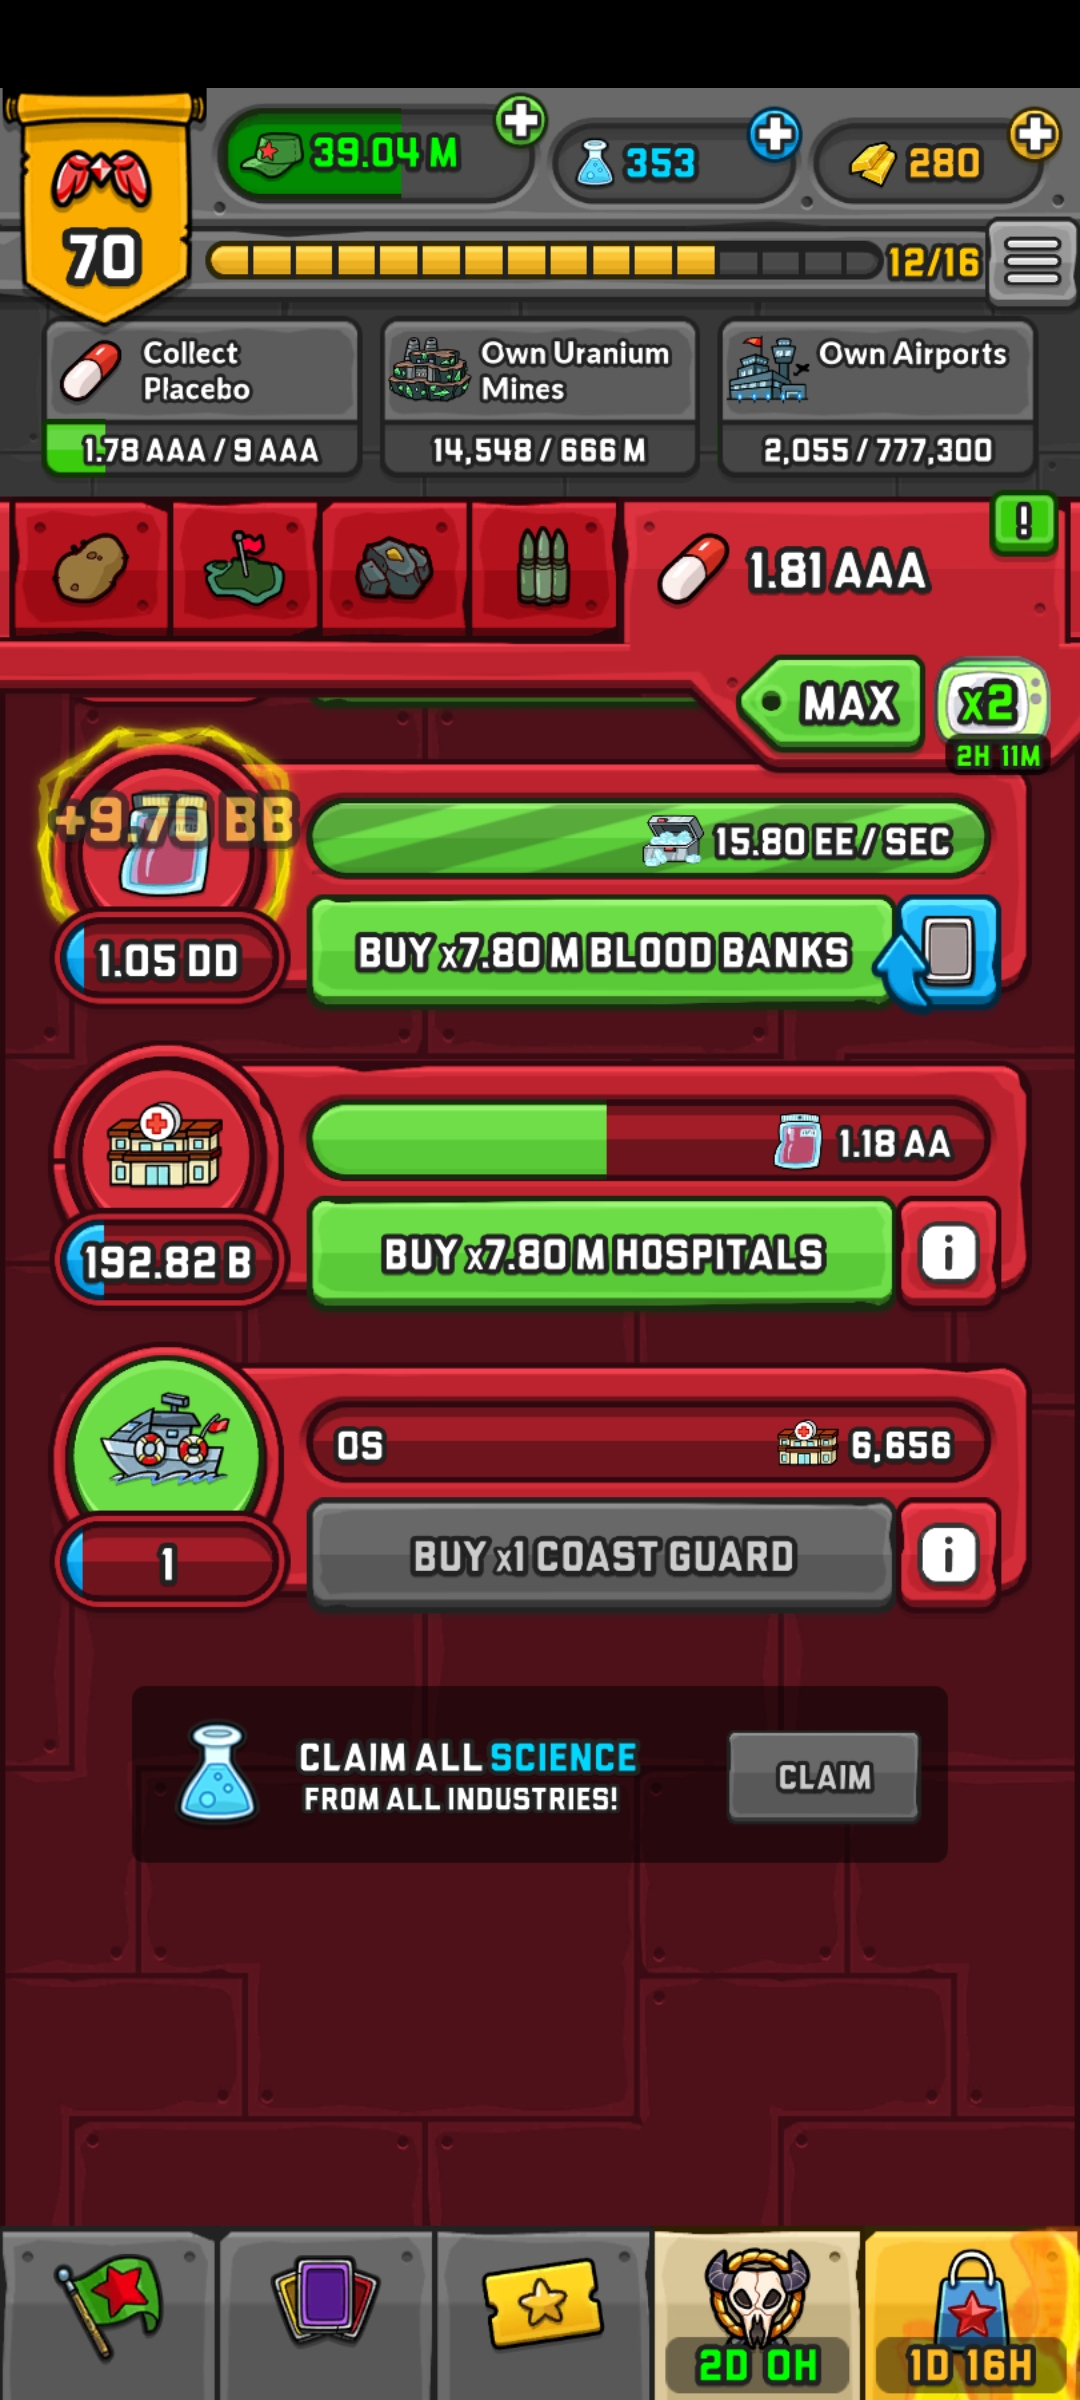 39.04 M
353
280
70
12/16
Collect
Placebo
1.78 AAA / 9 AAA
Own Uranium
Mines
14,548 / 666 M
Own Airports
2,055 / 777,300
!
1.81 AAA
MAX
x2
2H 11M
+9.70 BB
15.80 EE / SEC
1.05 DD
BUY x7.80 M BLOOD BANKS
1.18 AA
192.82 B
BUY x7.80 M HOSPITALS
i
0S
6,656
1
BUY x1 COAST GUARD
i
CLAIM ALL SCIENCE
FROM ALL INDUSTRIES!
CLAIM
2D 0H
1D 16H